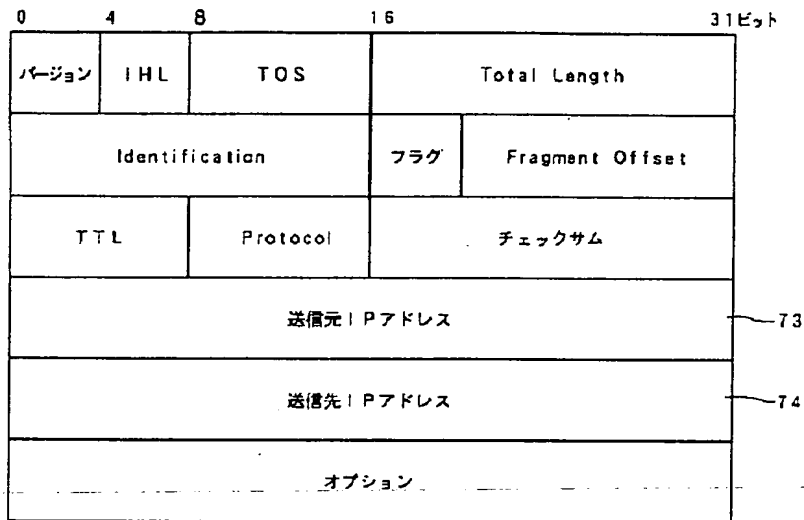 0 4 8 16 31ビット
バージョン IHL TOS Total Length
Identification フラグ Fragment Offset
TTL Protocol チェックサム
送信元IPアドレス 73
送信先IPアドレス 74
オプション